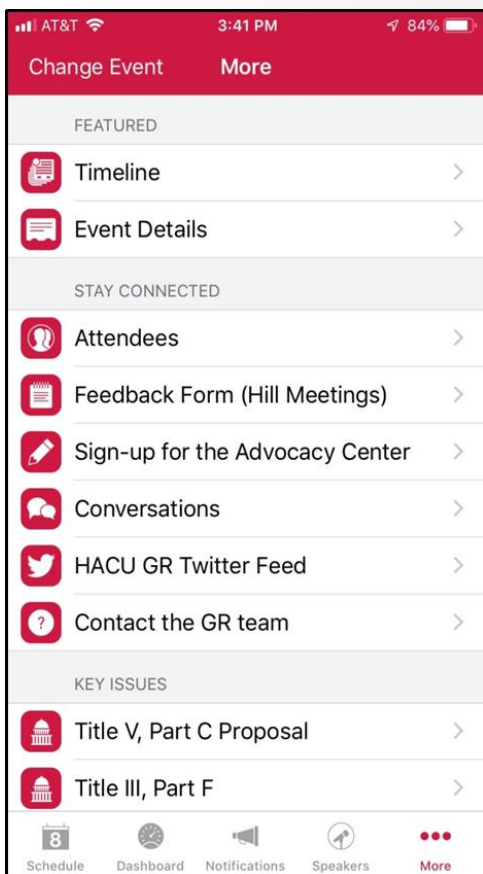 AT&T 3:41 PM 84%
Change Event More
FEATURED
Timeline
Event Details
STAY CONNECTED
Attendees
Feedback Form (Hill Meetings)
Sign-up for the Advocacy Center
Conversations
HACU GR Twitter Feed
? Contact the GR team
KEY ISSUES
Title V, Part C Proposal
Title III, Part F
8
Schedule Dashboard Notifications Speakers More